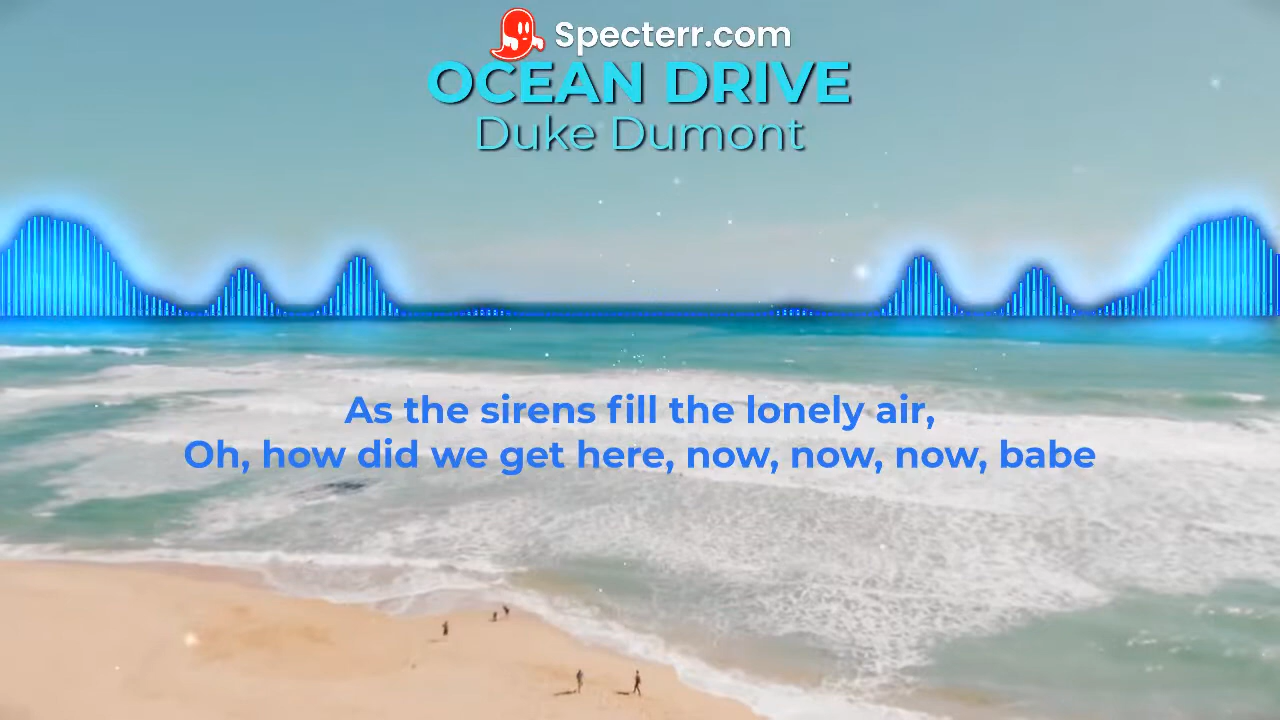 Specterr.com
OCEAN DRIVE
Duke Dumont
As the sirens fill the lonely air,
Oh, how did we get here, now, now, now, babe